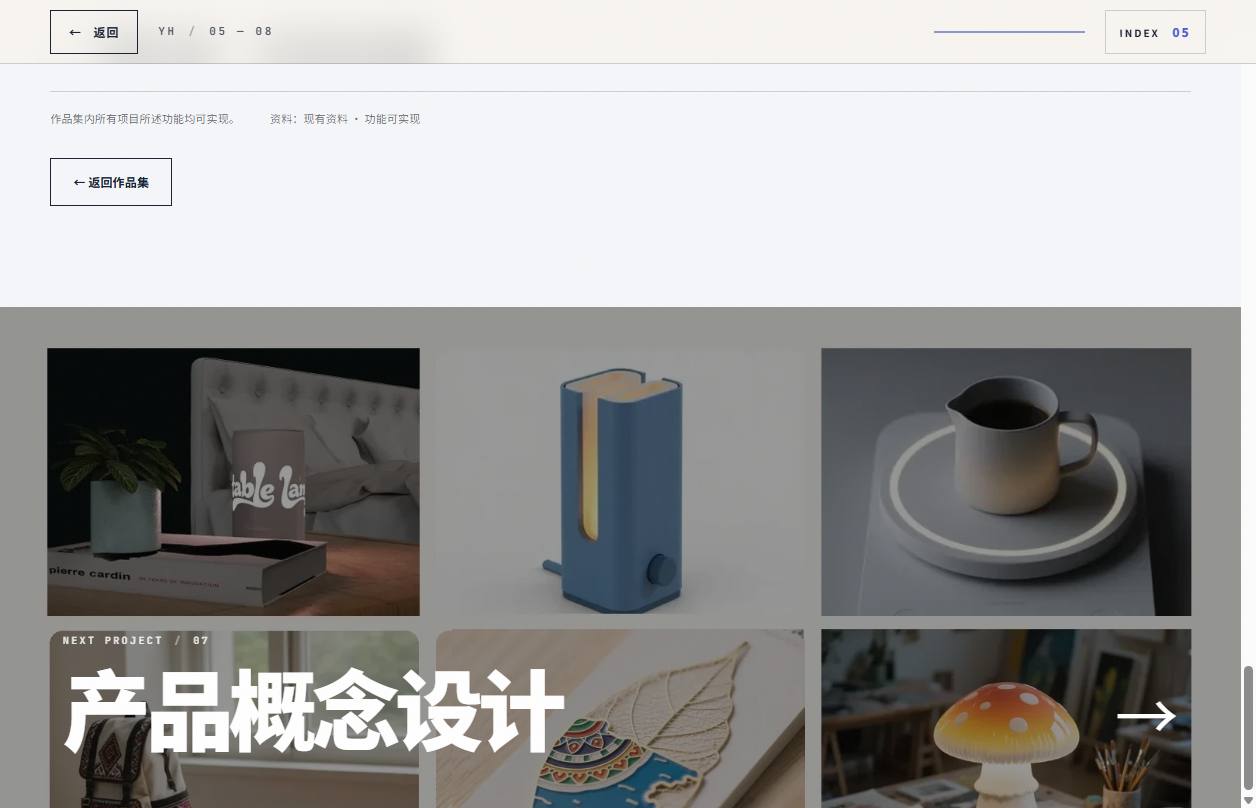 ← 返回
YH / 05 — 08
INDEX 05
作品集内所有项目所述功能均可实现。
资料：现有资料 · 功能可实现
← 返回作品集
table lam
pierre cardin
NEXT PROJECT / 07
产品概念设计